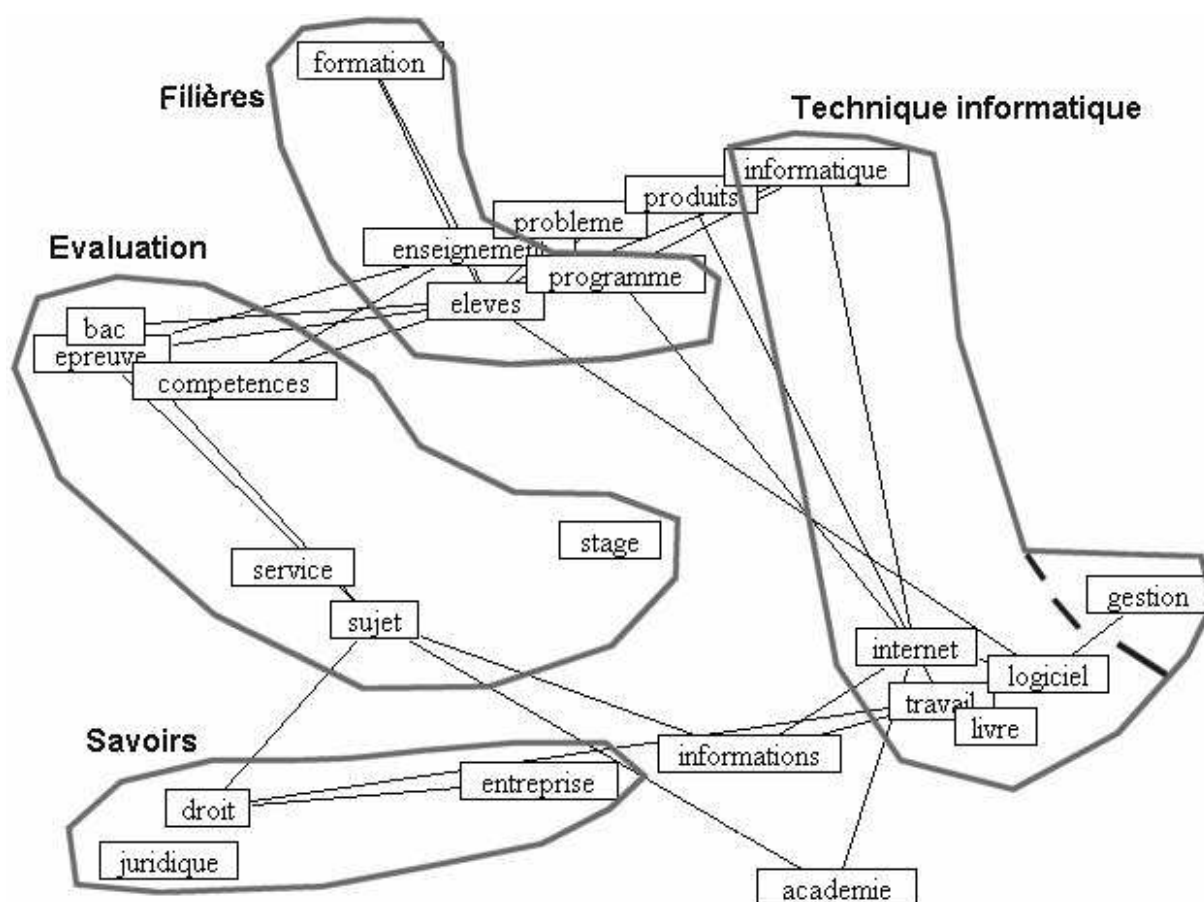 formation
Filières
Technique informatique
informatique
produits
probleme
enseignement
Evaluation
programme
eleves
bac
epreuve
competences
stage
service
gestion
sujet
internet
logiciel
travail
livre
Savoirs
informations
entreprise
droit
juridique
academie